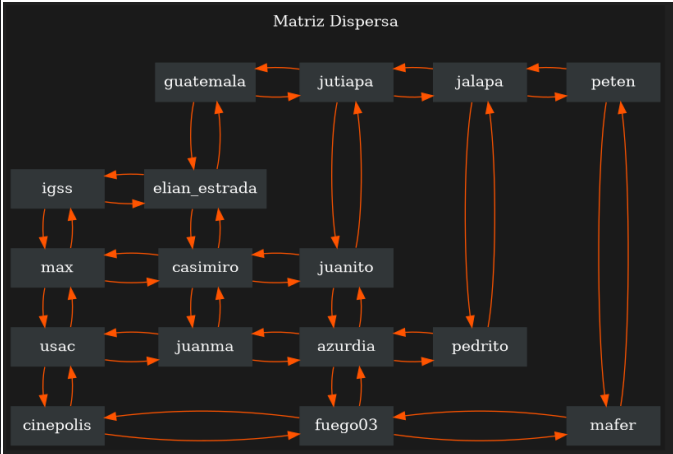 Matriz Dispersa
guatemala jutiapa jalapa peten
igss elian_estrada
max casimiro juanito
usac juanma azurdia pedrito
cinepolis fuego03 mafer